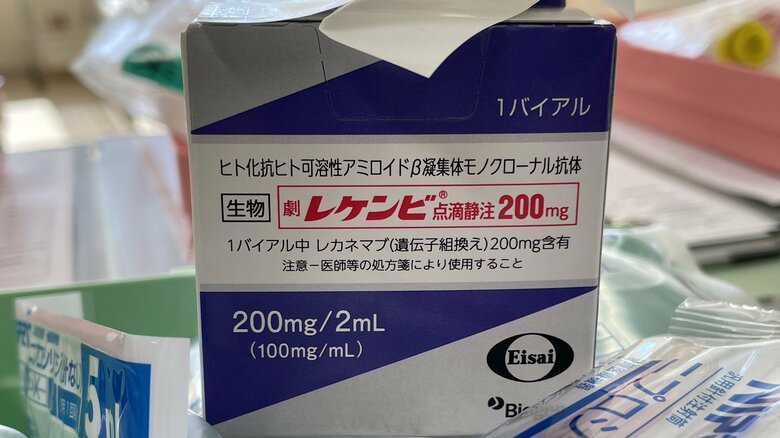 1バイアル
ヒト化抗ヒト可溶性アミロイドβ凝集体モノクローナル抗体
生物 劇 レケンビ® 点滴静注 200mg
1バイアル中 レカネマブ(遺伝子組換え)200mg含有
注意-医師等の処方箋により使用すること
200mg/2mL
(100mg/mL)
Eisai
5